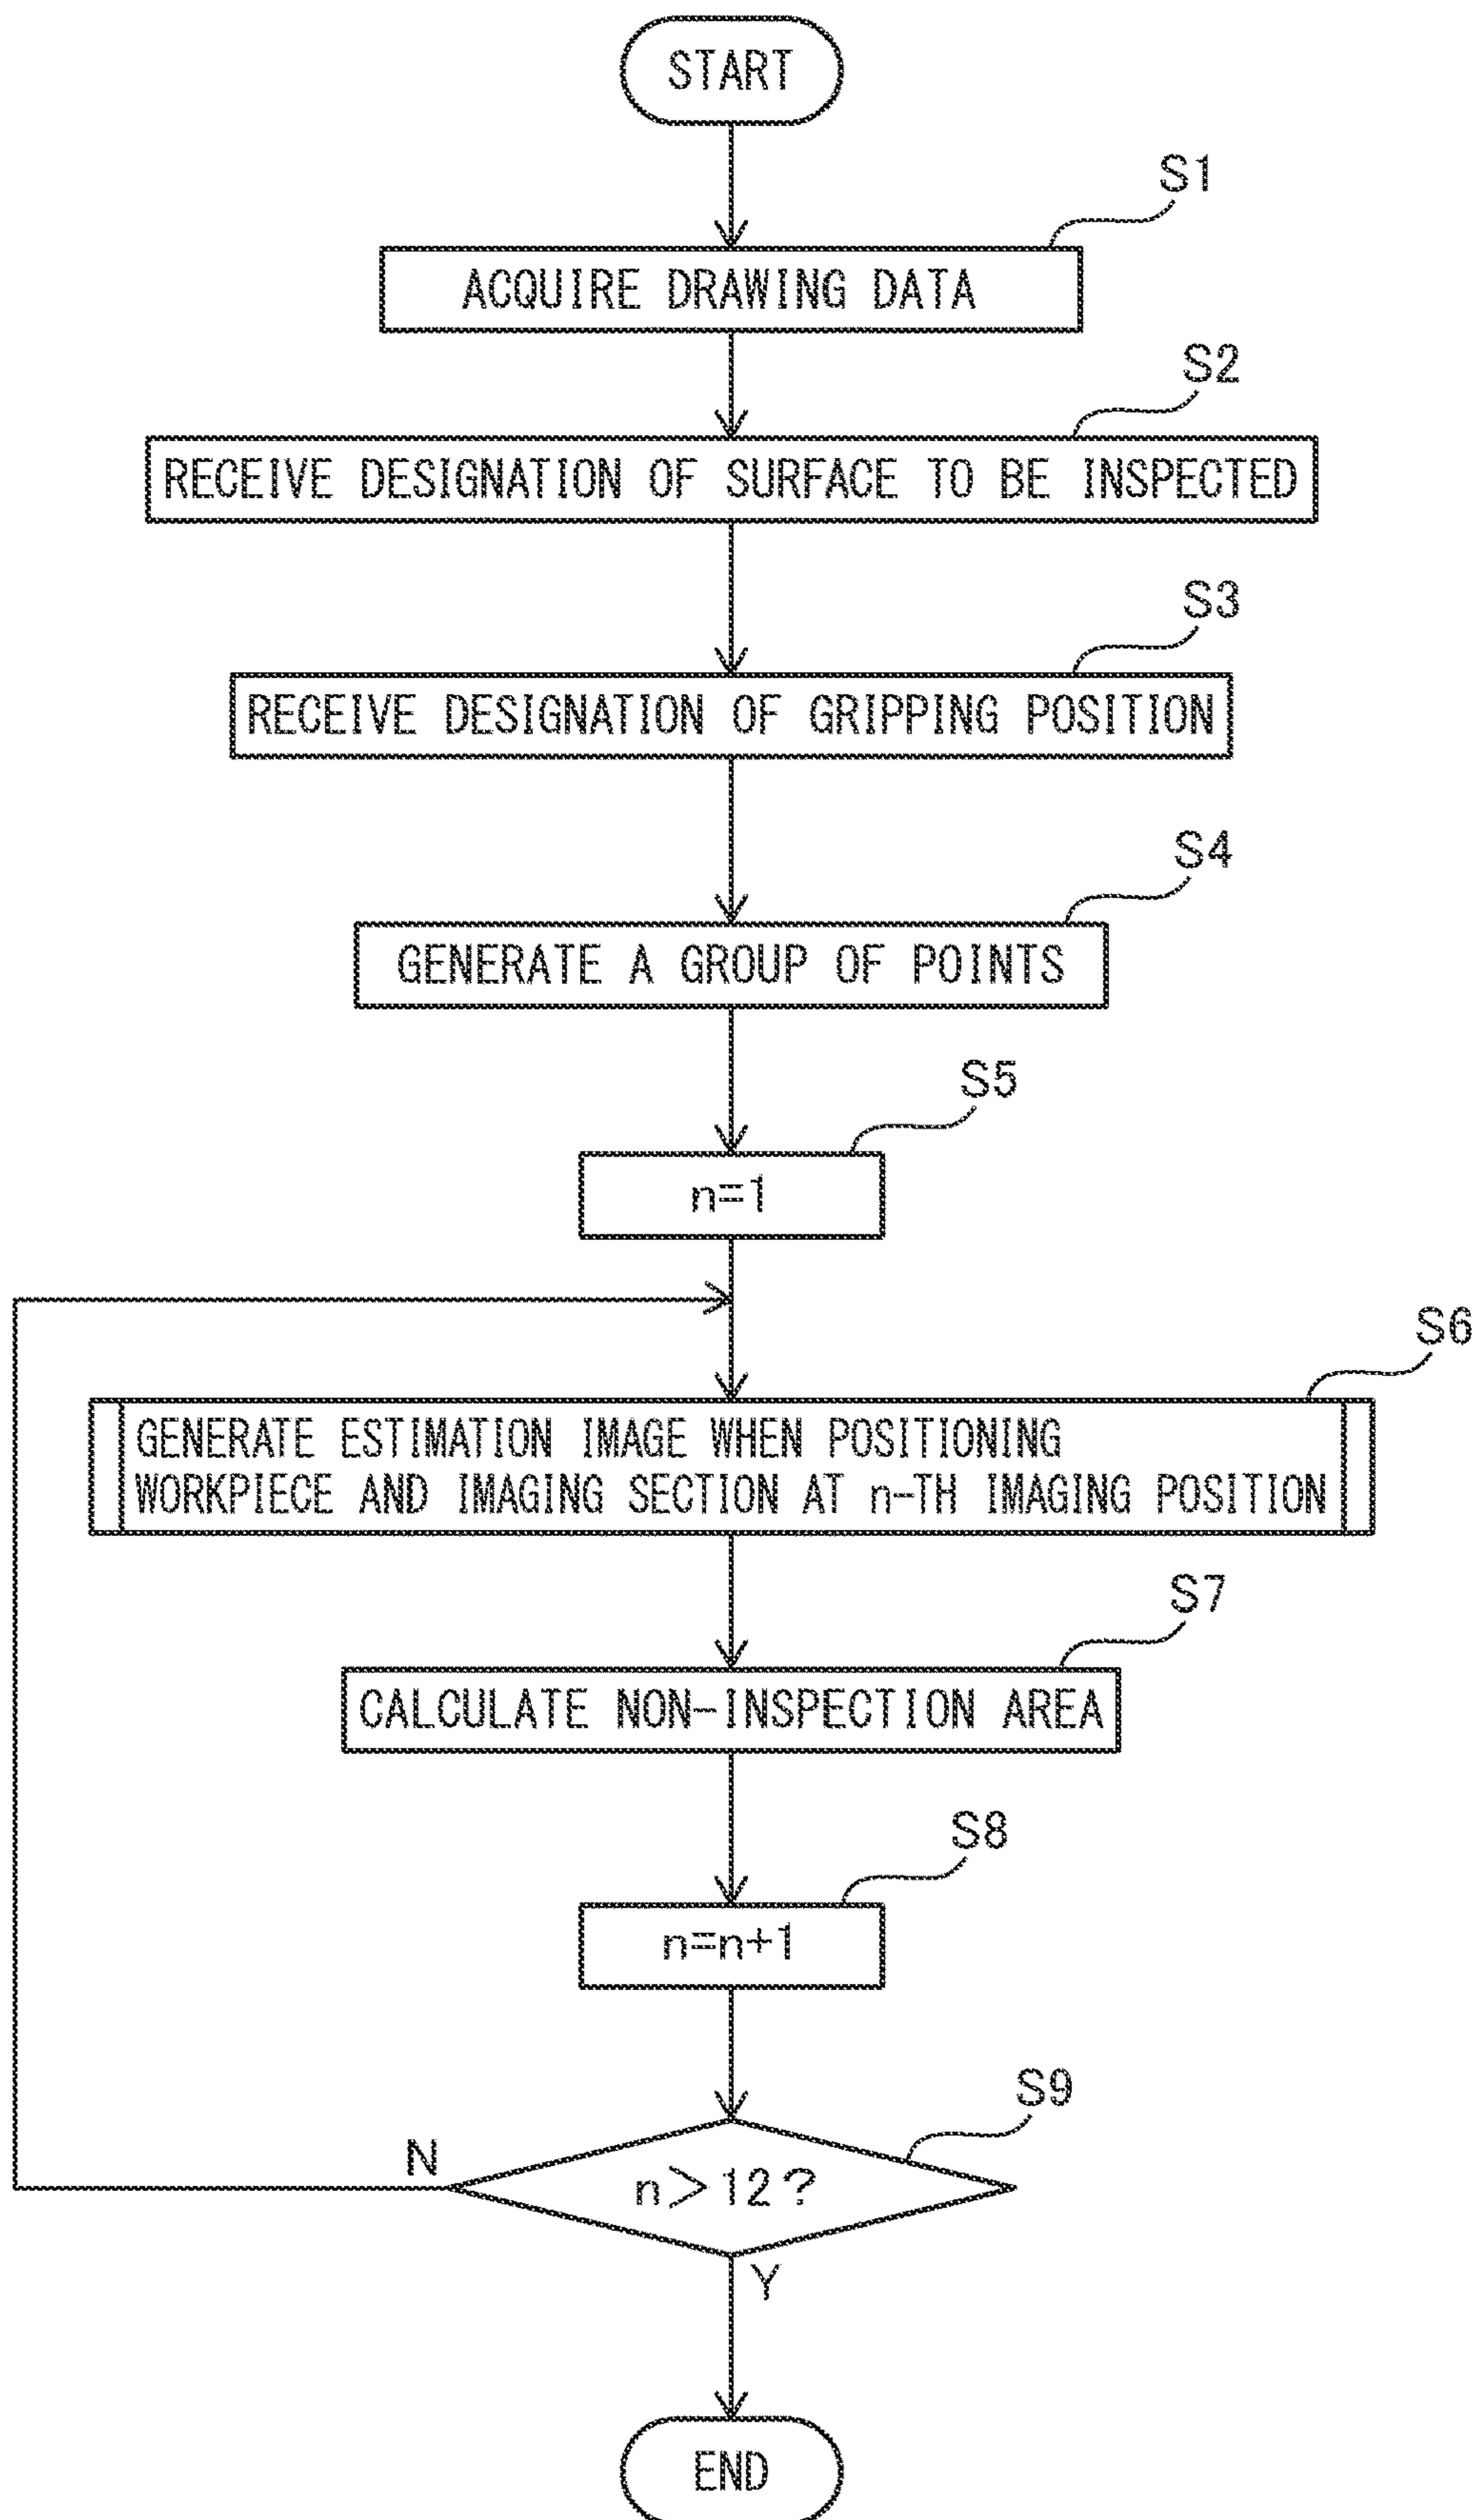 START
S1
ACQUIRE DRAWING DATA
S2
RECEIVE DESIGNATION OF SURFACE TO BE INSPECTED
S3
RECEIVE DESIGNATION OF GRIPPING POSITION
S4
GENERATE A GROUP OF POINTS
S5
n=1
S6
GENERATE ESTIMATION IMAGE WHEN POSITIONING
WORKPIECE AND IMAGING SECTION AT n-TH IMAGING POSITION
S7
CALCULATE NON-INSPECTION AREA
S8
n=n+1
S9
N
n>12?
Y
END